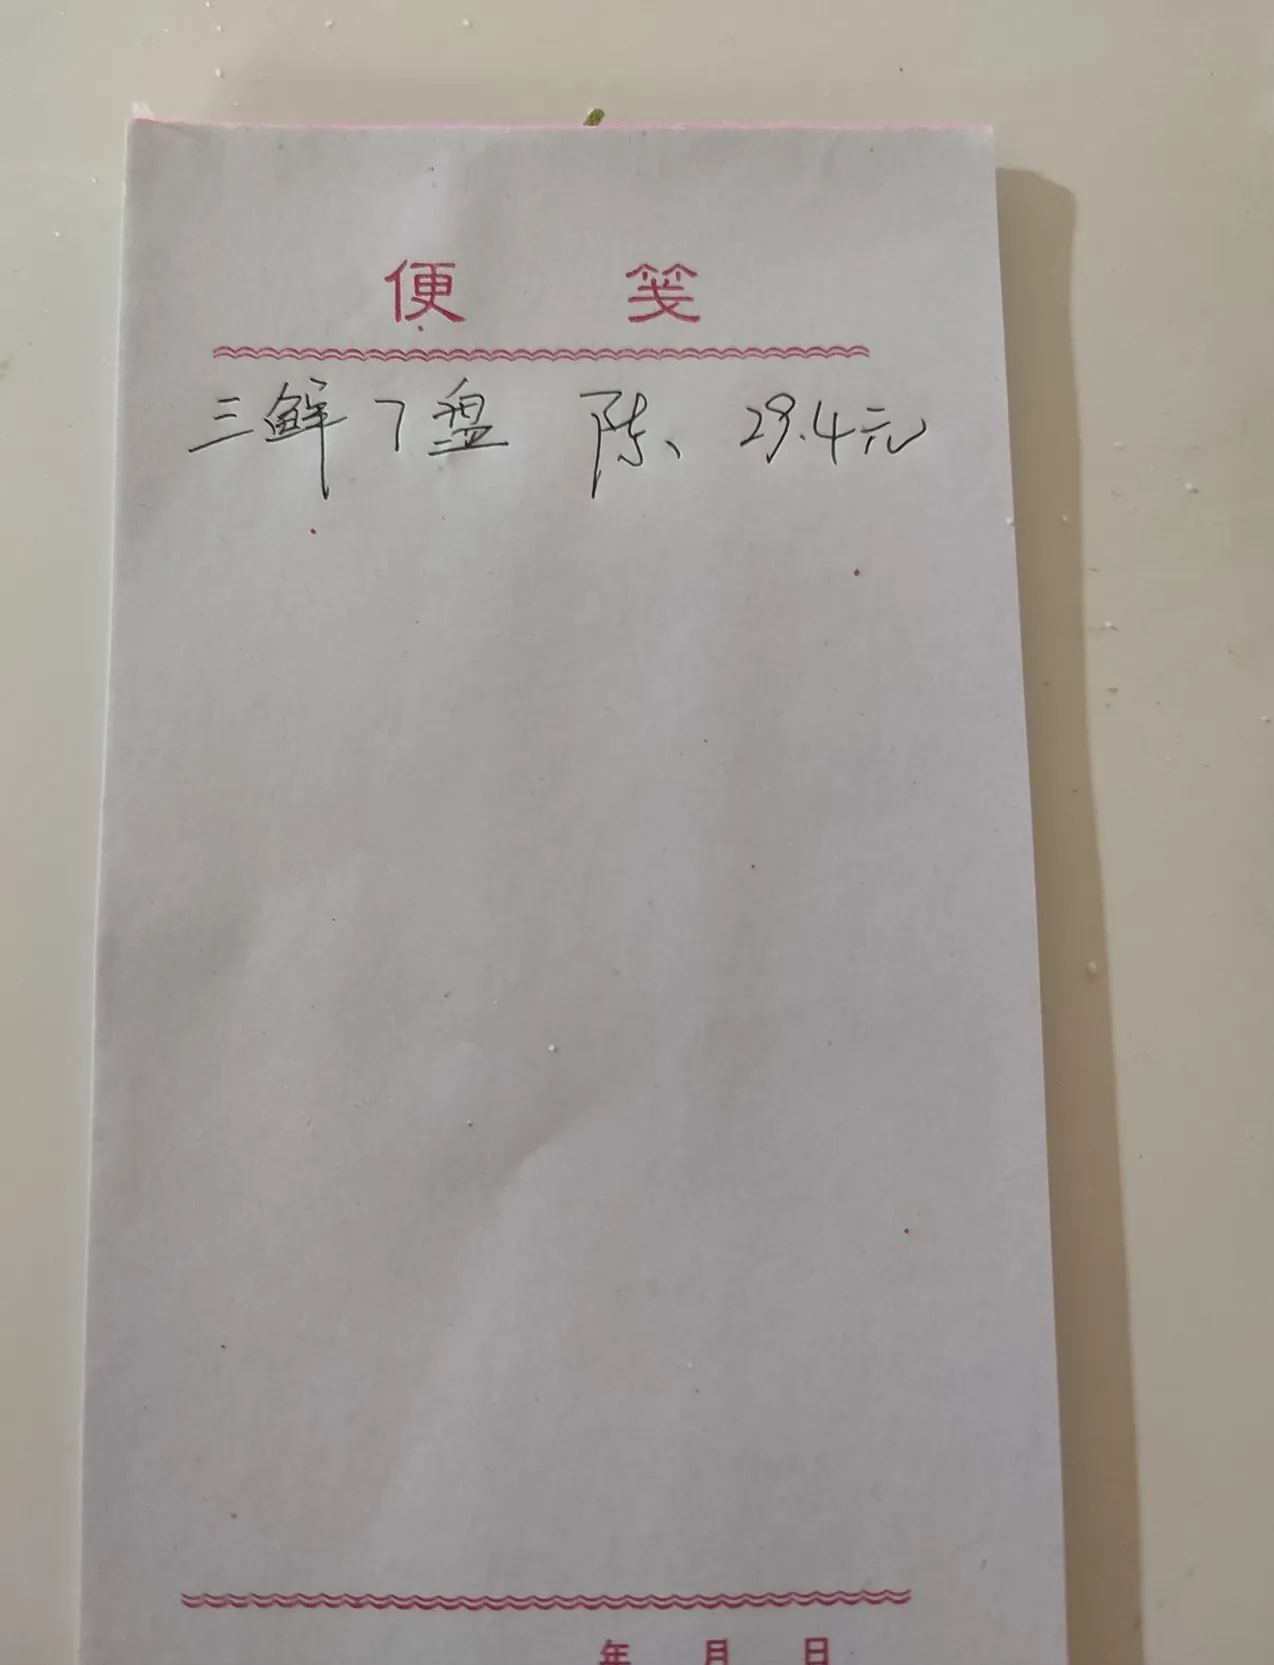 便 笺
三鲜 7盘 陈、 29.4元
年 月 日